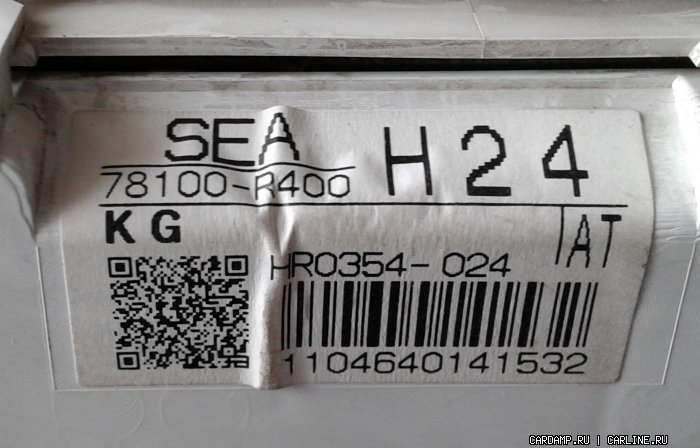 SEA H24
78100-R400
KG AT
HR0354-024
1104640141532
CARDAMP.RU | CARLINE.RU